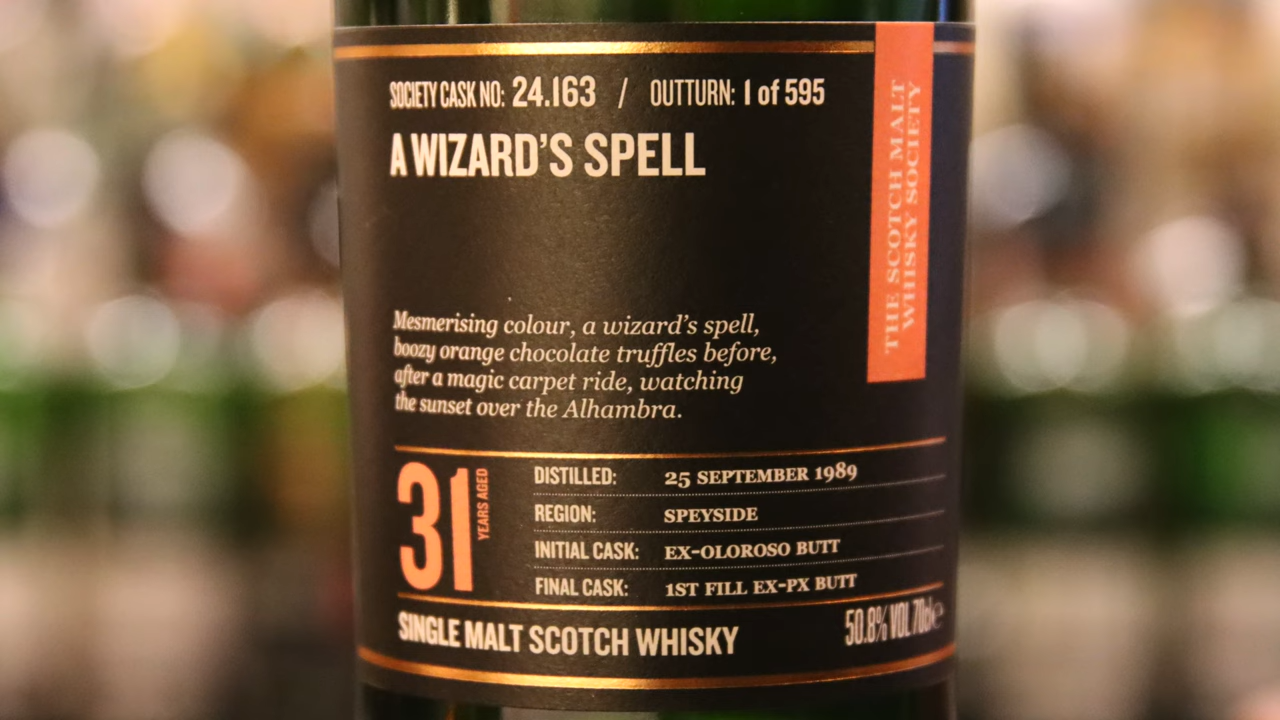 SOCIETY CASK NO: 24.163 / OUTTURN: 1 of 595
A WIZARD'S SPELL
THE SCOTCH MALT
WHISKY SOCIETY
Mesmerising colour, a wizard's spell,
boozy orange chocolate truffles before,
after a magic carpet ride, watching
the sunset over the Alhambra.
31 YEARS AGED
DISTILLED: 25 SEPTEMBER 1989
REGION: SPEYSIDE
INITIAL CASK: EX-OLOROSO BUTT
FINAL CASK: 1ST FILL EX-PX BUTT
SINGLE MALT SCOTCH WHISKY
50.8% VOL 70cl e